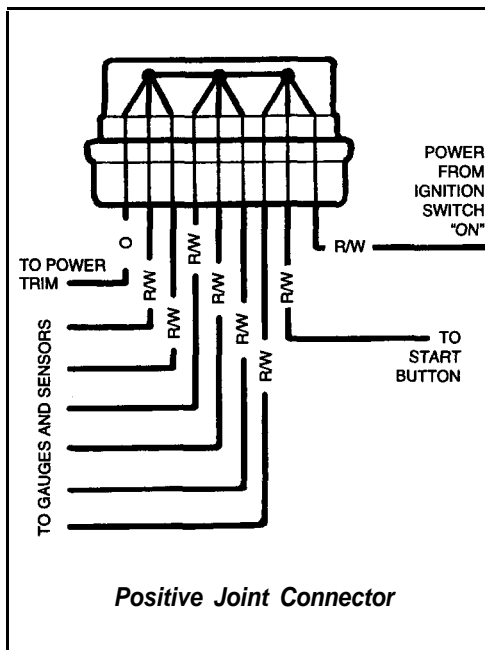 POWER
FROM
IGNITION
SWITCH
"ON"
R/W
O
TO POWER
TRIM
R/W
R/W
R/W
R/W
R/W
R/W
R/W
TO
START
BUTTON
TO GAUGES AND SENSORS
Positive Joint Connector